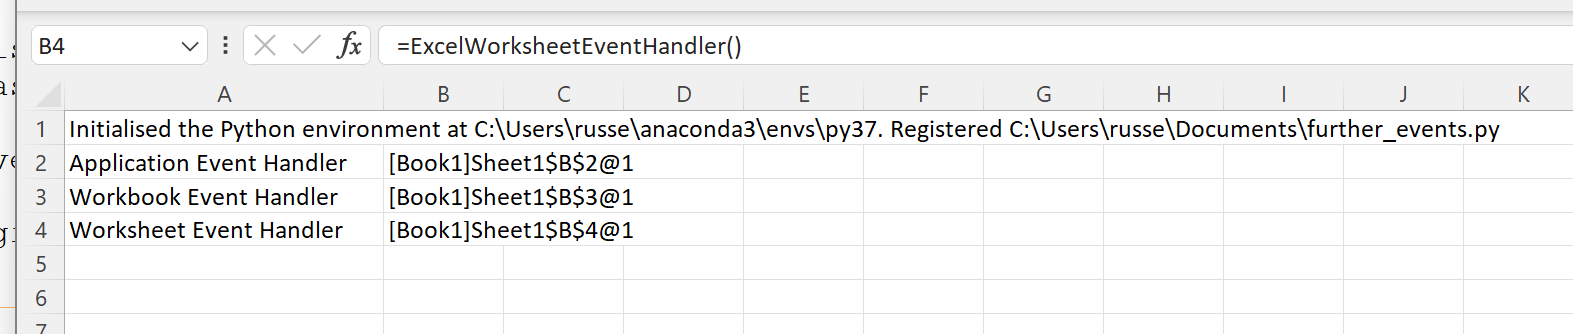 B4 fx =ExcelWorksheetEventHandler()
A B C D E F G H I J K
1 Initialised the Python environment at C:\Users\russe\anaconda3\envs\py37. Registered C:\Users\russe\Documents\further_events.py
2 Application Event Handler [Book1]Sheet1$B$2@1
3 Workbook Event Handler [Book1]Sheet1$B$3@1
4 Worksheet Event Handler [Book1]Sheet1$B$4@1
5
6
7